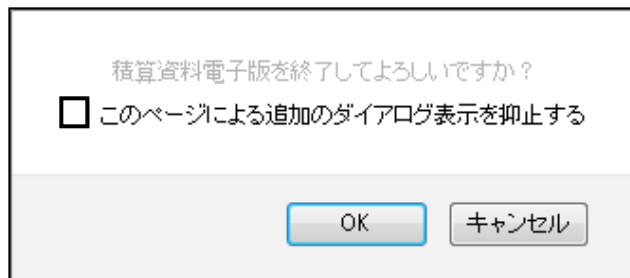 積算資料電子版を終了してよろしいですか？
このページによる追加のダイアログ表示を抑止する
OK キャンセル